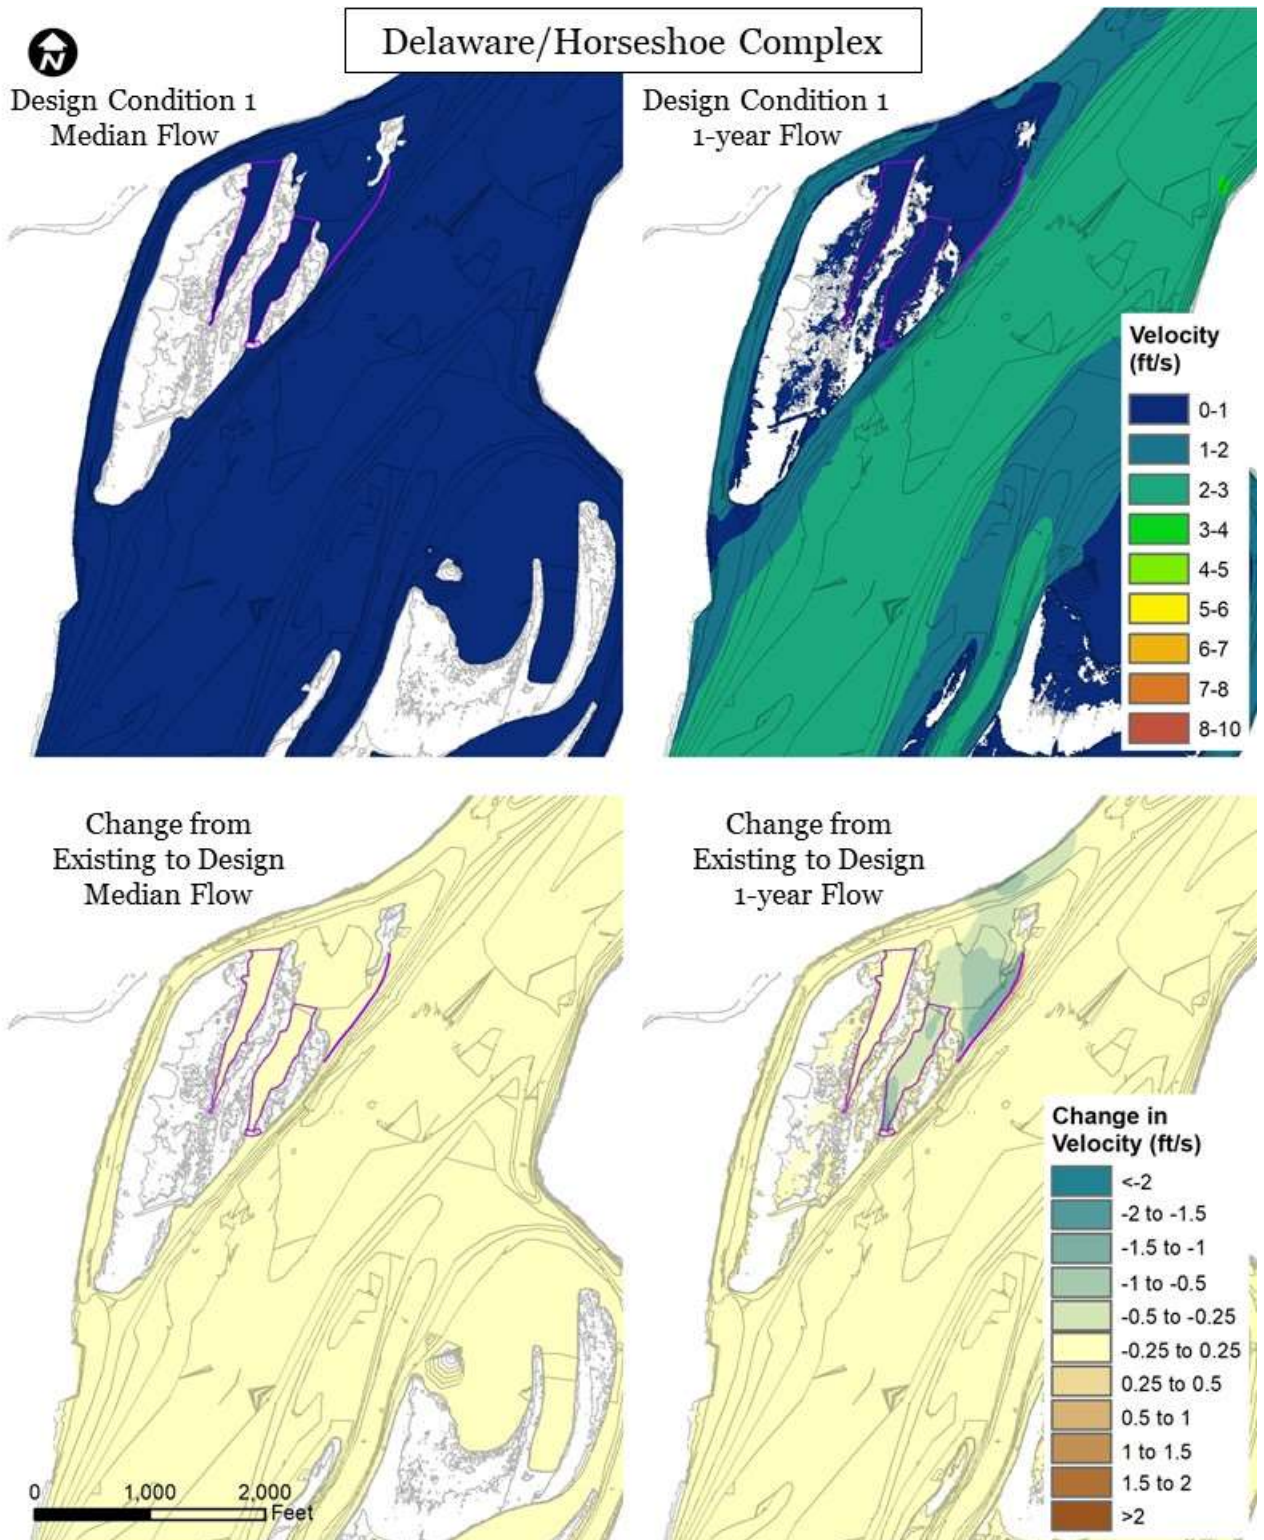 Delaware/Horseshoe Complex
N
Design Condition 1
Median Flow
Design Condition 1
1-year Flow
Velocity
(ft/s)
0-1
1-2
2-3
3-4
4-5
5-6
6-7
7-8
8-10
Change from
Existing to Design
Median Flow
Change from
Existing to Design
1-year Flow
Change in
Velocity (ft/s)
<-2
-2 to -1.5
-1.5 to -1
-1 to -0.5
-0.5 to -0.25
-0.25 to 0.25
0.25 to 0.5
0.5 to 1
1 to 1.5
1.5 to 2
>2
0 1,000 2,000
Feet